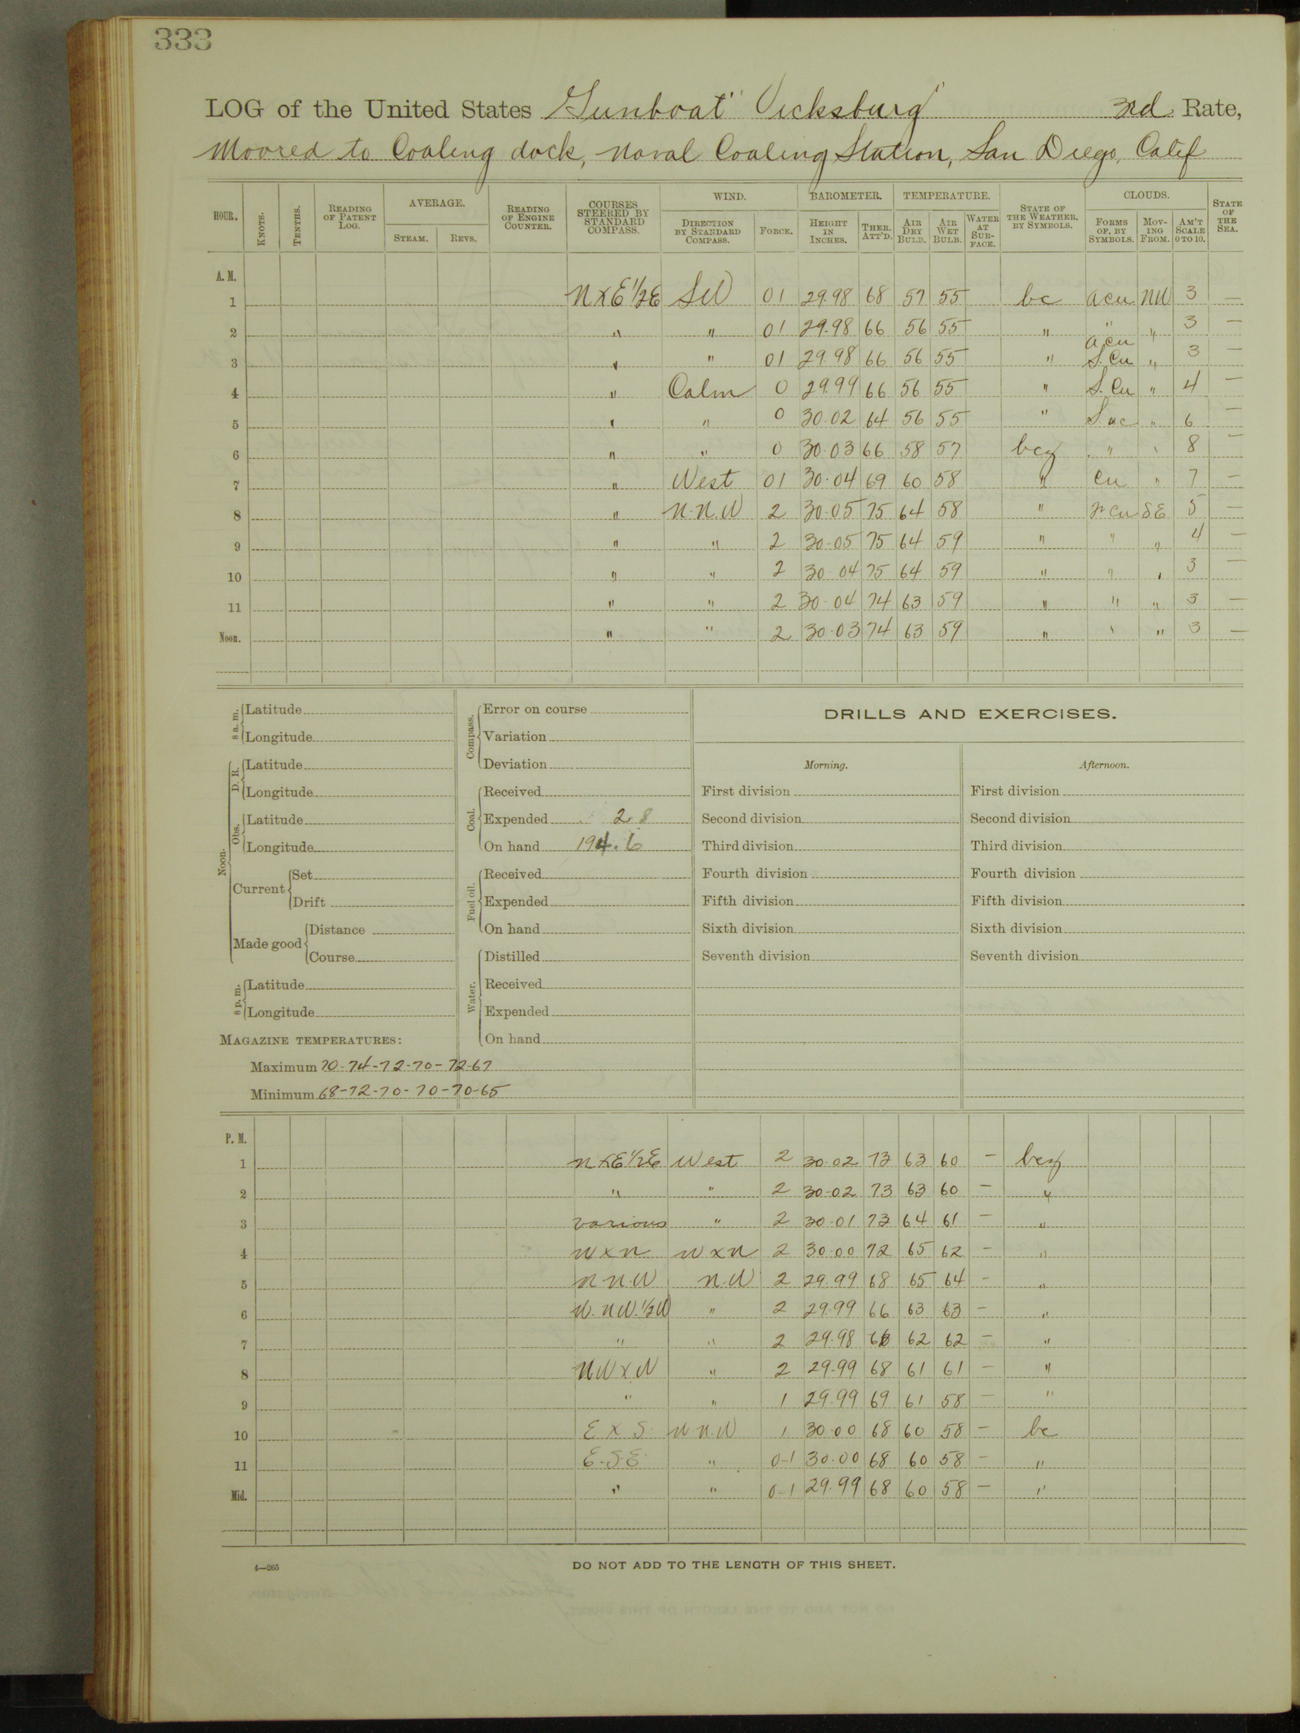 333
LOG of the United States Gunboat "Vicksburg" 3rd Rate,
Moored to Coaling dock, Naval Coaling Station, San Diego, Calif
HOUR. KNOTS. TENTHS. READING OF PATENT LOG. AVERAGE. STEAM. REVS. READING OF ENGINE COUNTER. COURSES STEERED BY STANDARD COMPASS. WIND. DIRECTION BY STANDARD COMPASS. FORCE. BAROMETER. HEIGHT IN INCHES. THER. ATT'D. TEMPERATURE. AIR DRY BULB. AIR WET BULB. WATER AT SURFACE. STATE OF THE WEATHER, BY SYMBOLS. CLOUDS. FORMS OF, BY SYMBOLS. MOVING FROM. AM'T SCALE 0 TO 10. STATE OF THE SEA.
A. M.
1 NxE½E SW 01 29.98 68 57 55 bc acu NW 3 —
2 " " 01 29.98 66 56 55 " " " 3 —
3 " " 01 29.98 66 56 55 " a.cu S.Cu " 3 —
4 " Calm 0 29.99 66 56 55 " S.Cu " 4 —
5 " " 0 30.02 64 56 55 " " 6 —
6 " " 0 30.03 66 58 57 bcz " " 8 —
7 " West 01 30.04 69 60 58 " cu " 7 —
8 " N.N.W 2 30.05 75 64 58 " cu SE 5 —
9 " " 2 30.05 75 64 59 " " " 4 —
10 " " 2 30.04 75 64 59 " " " 3 —
11 " " 2 30.04 74 63 59 " " " 3 —
Noon. " " 2 30.03 74 63 59 " " " 3 —
8 a. m. Latitude
Longitude
Noon. D. R. Latitude
Longitude
Obs. Latitude
Longitude
Current Set
Drift
Made good Distance
Course
8 p. m. Latitude
Longitude
MAGAZINE TEMPERATURES:
Maximum 70-74-72-70-72-67
Minimum 68-72-70-70-70-65
Compass. Error on course
Variation
Deviation
Coal. Received
Expended 2.8
On hand 194.6
Fuel oil. Received
Expended
On hand
Water. Distilled
Received
Expended
On hand
DRILLS AND EXERCISES.
Morning.
First division
Second division
Third division
Fourth division
Fifth division
Sixth division
Seventh division
Afternoon.
First division
Second division
Third division
Fourth division
Fifth division
Sixth division
Seventh division
P. M.
1 NxE½E West 2 30.02 73 63 60 — bcz
2 " " 2 30.02 73 63 60 — "
3 various " 2 30.01 73 64 61 — "
4 WxN WxN 2 30.00 72 65 62 — "
5 N.N.W N.W 2 29.99 68 65 64 — "
6 W.N.W.½W " 2 29.99 66 63 63 — "
7 " " 2 29.98 66 62 62 — "
8 NWxW " 2 29.99 68 61 61 — "
9 " " 1 29.99 69 61 58 — "
10 E x S. N.N.W 1 30.00 68 60 58 — bc
11 E.S.E. " 0-1 30.00 68 60 58 — "
Mid. " " 0-1 29.99 68 60 58 — "
4—265 DO NOT ADD TO THE LENGTH OF THIS SHEET.